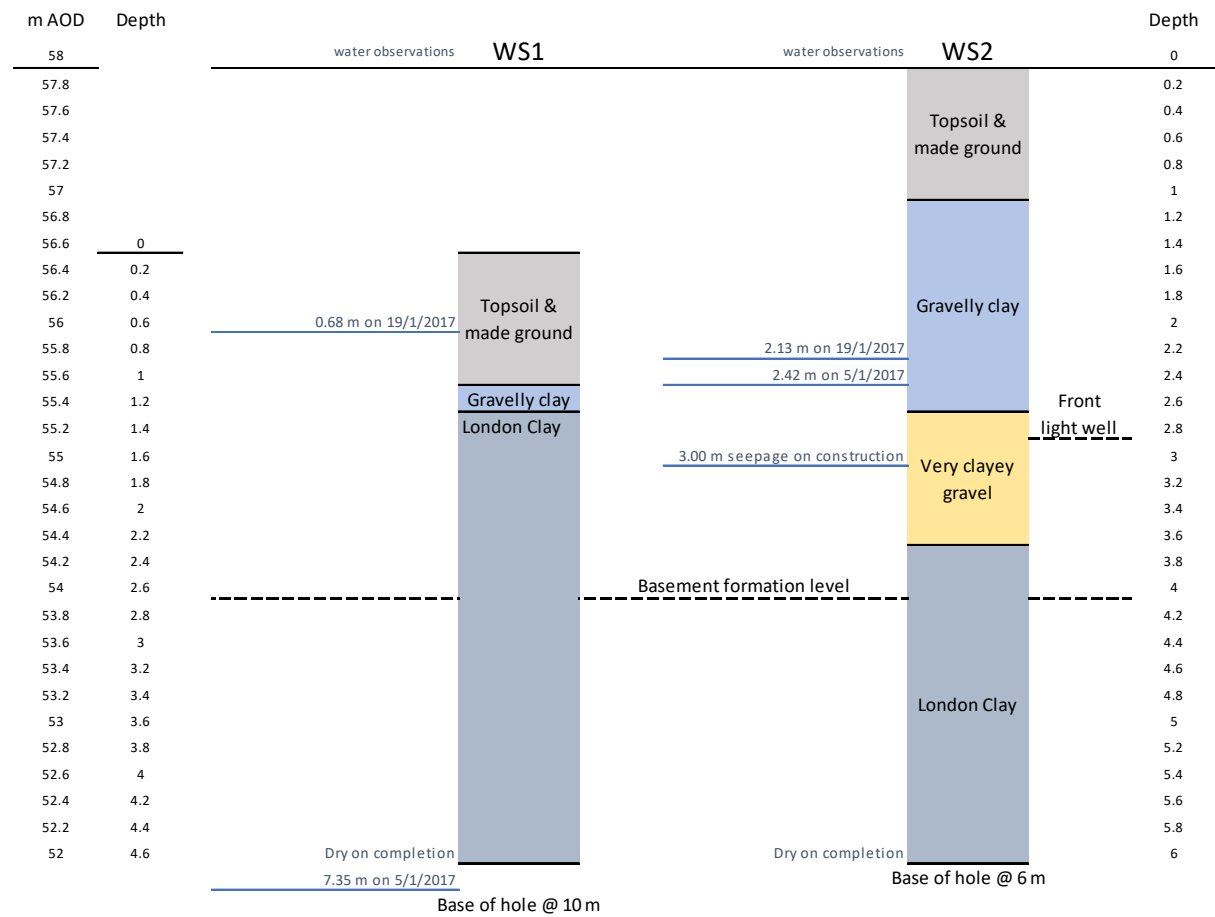 m AOD Depth Depth
58 water observations WS1 water observations WS2 0
57.8 0.2
57.6 0.4
Topsoil &
57.4 0.6
made ground
57.2 0.8
57 1
56.8 1.2
56.6 0 1.4
56.4 0.2 1.6
56.2 0.4 Topsoil & Gravelly clay 1.8
56 0.6 0.68 m on 19/1/2017 made ground 2
55.8 0.8 2.13 m on 19/1/2017 2.2
55.6 1 2.42 m on 5/1/2017 2.4
55.4 1.2 Gravelly clay Front 2.6
55.2 1.4 London Clay light well 2.8
55 1.6 3.00 m seepage on construction Very clayey 3
54.8 1.8 gravel 3.2
54.6 2 3.4
54.4 2.2 3.6
54.2 2.4 3.8
54 2.6 Basement formation level 4
53.8 2.8 4.2
53.6 3 4.4
53.4 3.2 4.6
53.2 3.4 London Clay 4.8
53 3.6 5
52.8 3.8 5.2
52.6 4 5.4
52.4 4.2 5.6
52.2 4.4 5.8
52 4.6 Dry on completion Dry on completion 6
7.35 m on 5/1/2017 Base of hole @ 6 m
Base of hole @ 10 m